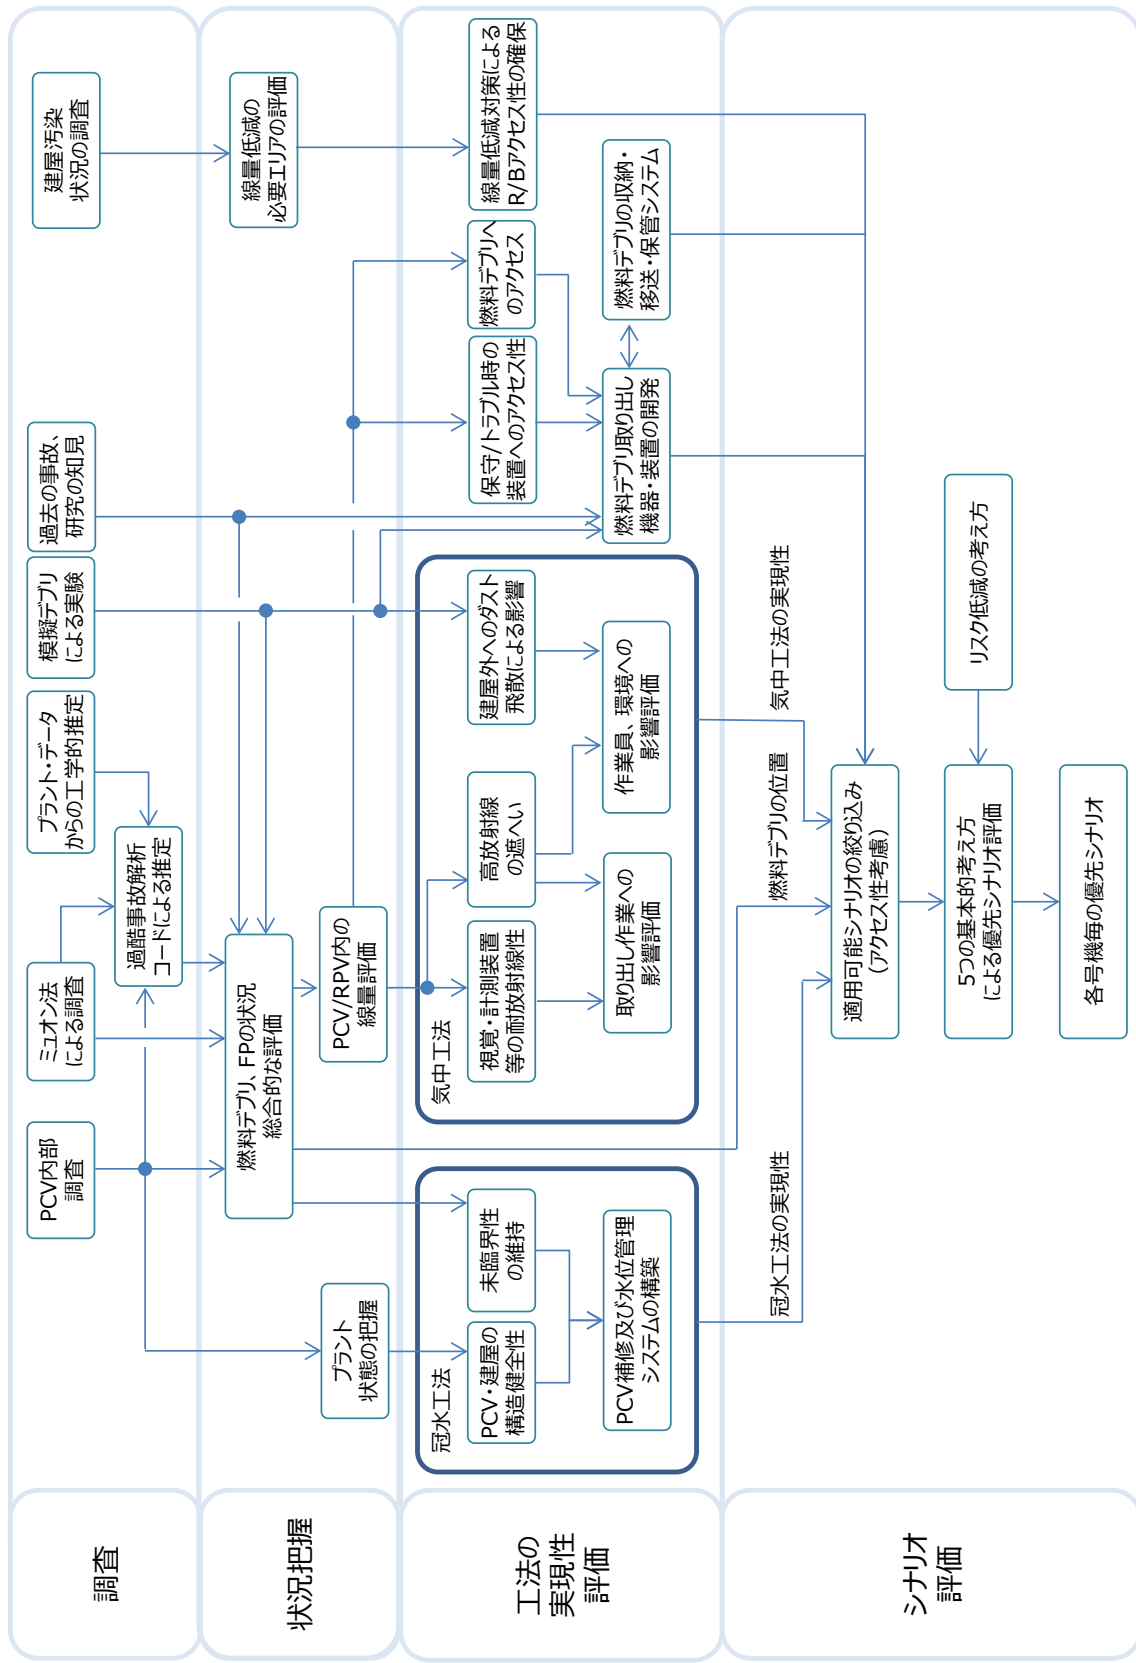 調査
PCV内部
調査
ミュオン法
による調査
プラント・データ
からの工学的推定
模擬デブリ
による実験
過去の事故、
研究の知見
建屋汚染
状況の調査
過酷事故解析
コードによる推定
状況把握
燃料デブリ、FPの状況
総合的な評価
線量低減の
必要エリアの評価
プラント
状態の把握
PCV/RPV内の
線量評価
工法の
実現性
評価
冠水工法
PCV・建屋の
構造健全性
未臨界性
の維持
PCV補修及び水位管理
システムの構築
気中工法
視覚・計測装置
等の耐放射線性
高放射線
の遮へい
建屋外へのダスト
飛散による影響
取り出し作業への
影響評価
作業員、環境への
影響評価
保守/トラブル時の
装置へのアクセス性
燃料デブリへ
のアクセス
線量低減対策による
R/Bアクセス性の確保
燃料デブリ取り出し
機器・装置の開発
燃料デブリの収納・
移送・保管システム
シナリオ
評価
冠水工法の実現性
燃料デブリの位置
気中工法の実現性
適用可能シナリオの絞り込み
(アクセス性考慮)
5つの基本的考え方
による優先シナリオ評価
リスク低減の考え方
各号機毎の優先シナリオ